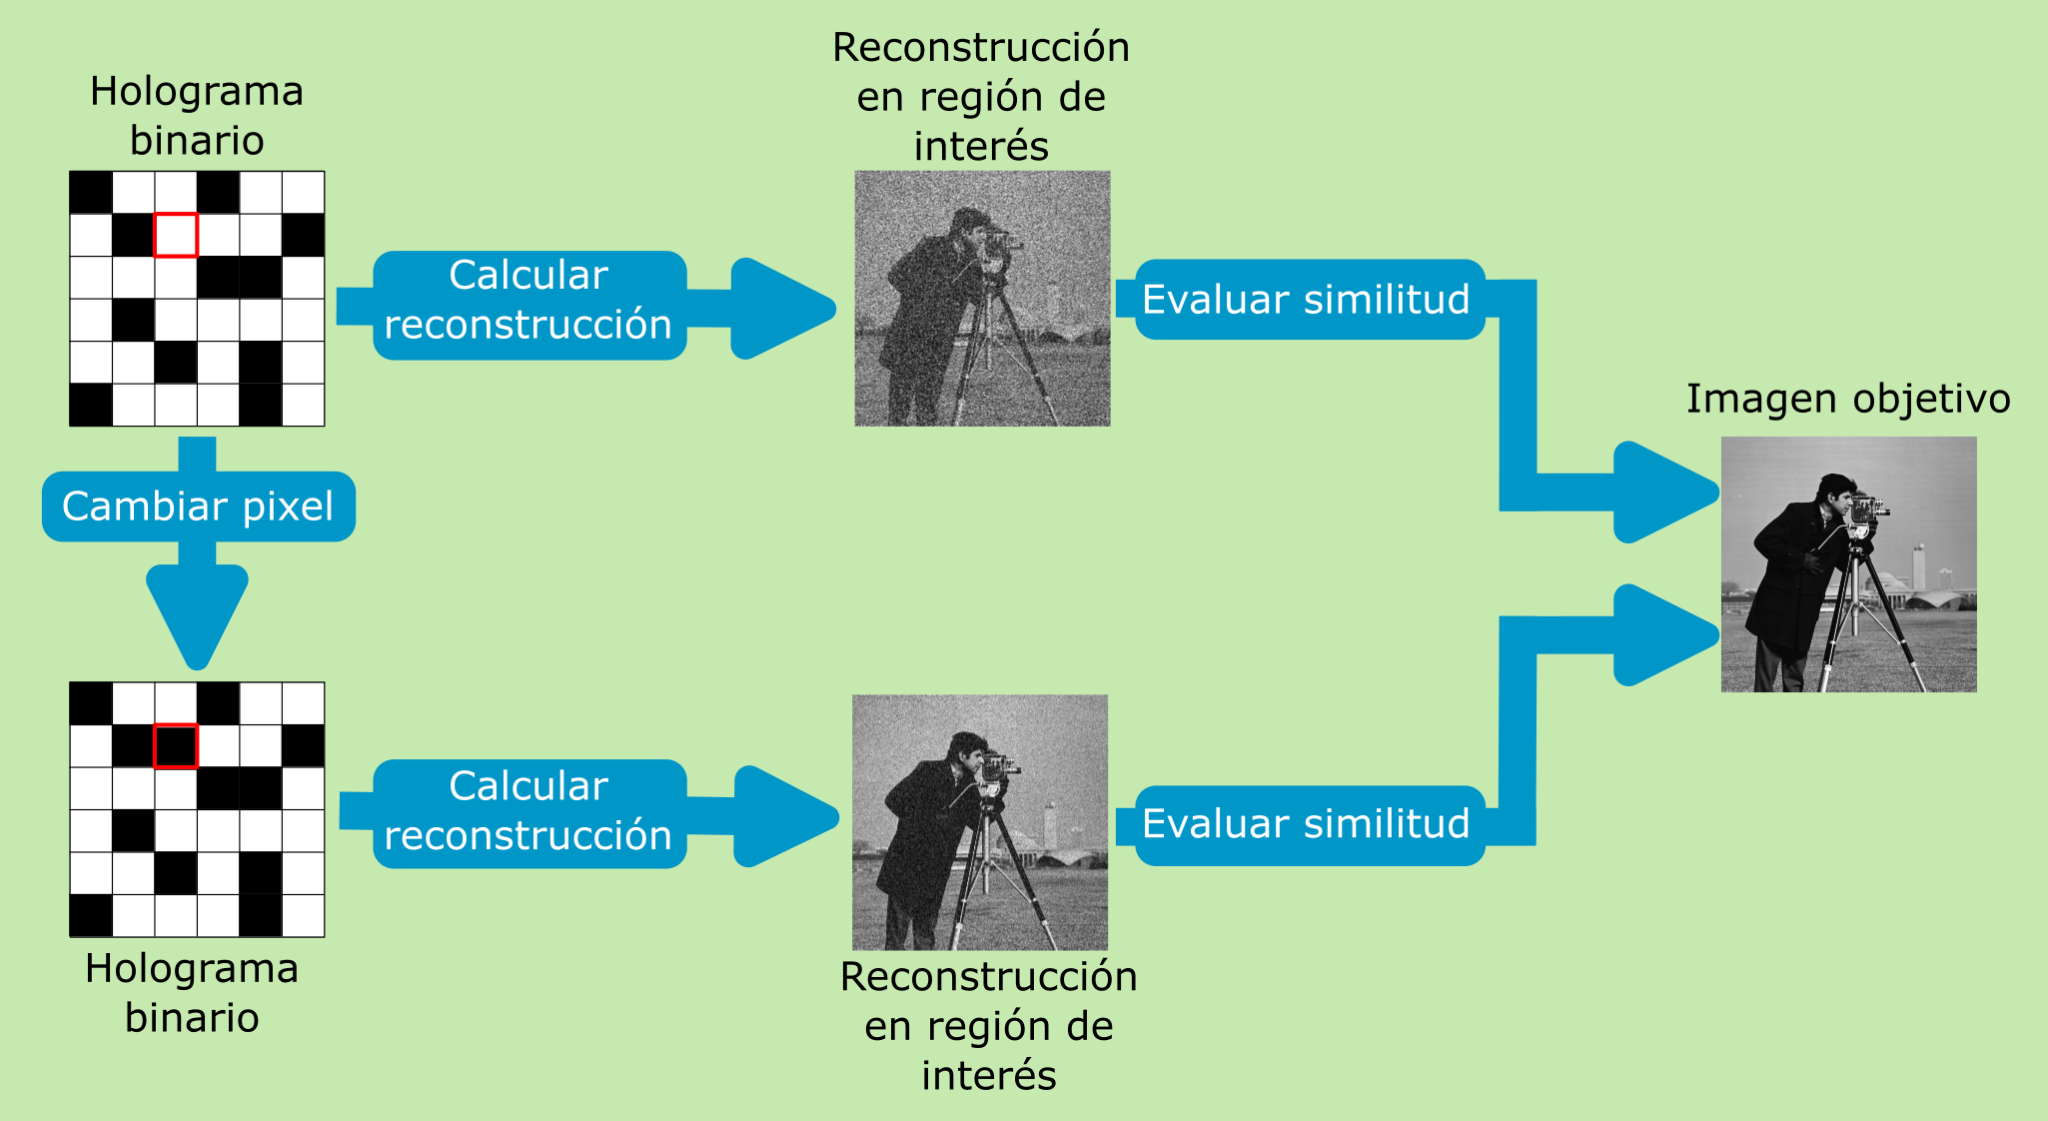 Holograma
binario
Calcular
reconstrucción
Reconstrucción
en región de
interés
Evaluar similitud
Imagen objetivo
Cambiar pixel
Holograma
binario
Calcular
reconstrucción
Reconstrucción
en región de
interés
Evaluar similitud